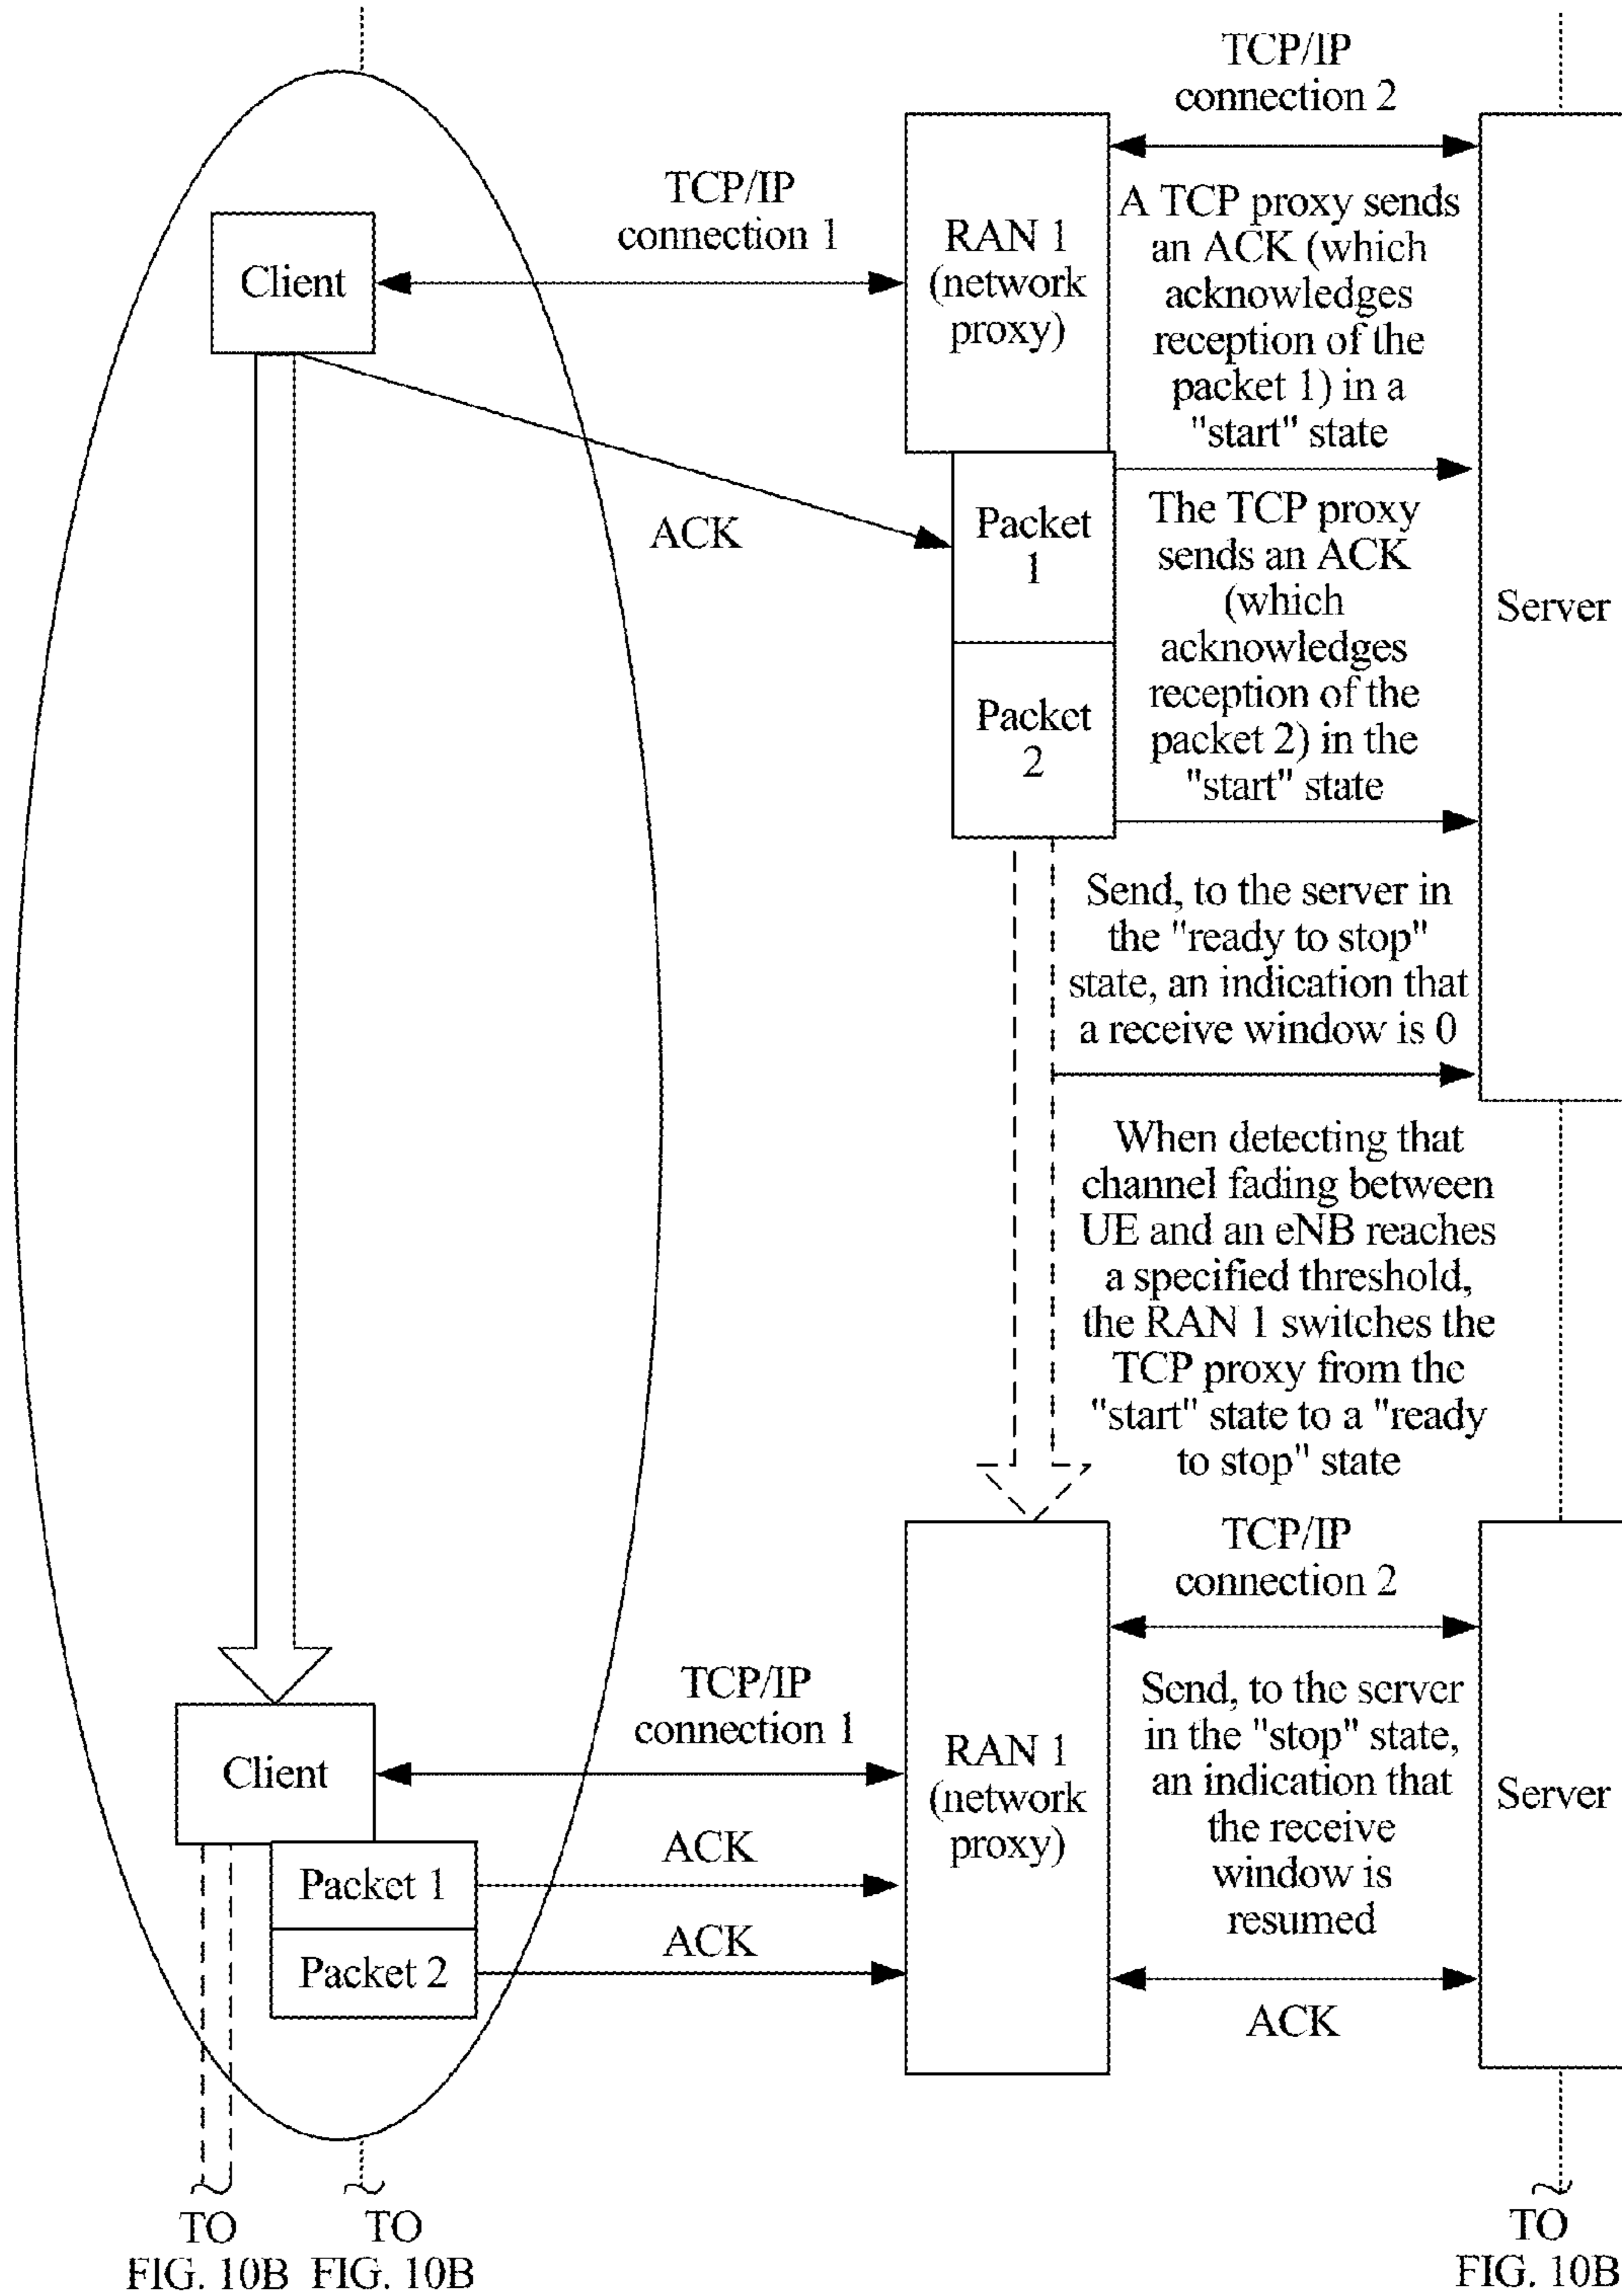 TCP/IP
connection 2
TCP/IP
connection 1
Client
RAN 1
(network
proxy)
A TCP proxy sends
an ACK (which
acknowledges
reception of the
packet 1) in a
"start" state
ACK
Packet
1
Packet
2
The TCP proxy
sends an ACK
(which
acknowledges
reception of the
packet 2) in the
"start" state
Server
Send, to the server in
the "ready to stop"
state, an indication that
a receive window is 0
When detecting that
channel fading between
UE and an eNB reaches
a specified threshold,
the RAN 1 switches the
TCP proxy from the
"start" state to a "ready
to stop" state
TCP/IP
connection 2
TCP/IP
connection 1
Client
RAN 1
(network
proxy)
Send, to the server
in the "stop" state,
an indication that
the receive
window is
resumed
Server
ACK
Packet 1
ACK
Packet 2
ACK
TO
FIG. 10B
TO
FIG. 10B
TO
FIG. 10B